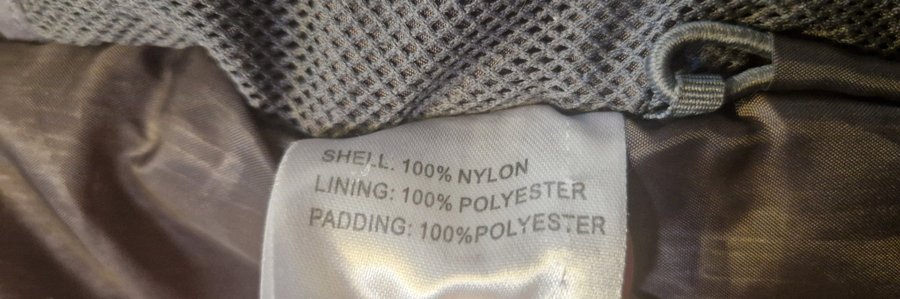 SHELL. 100% NYLON
LINING: 100% POLYESTER
PADDING: 100%POLYESTER